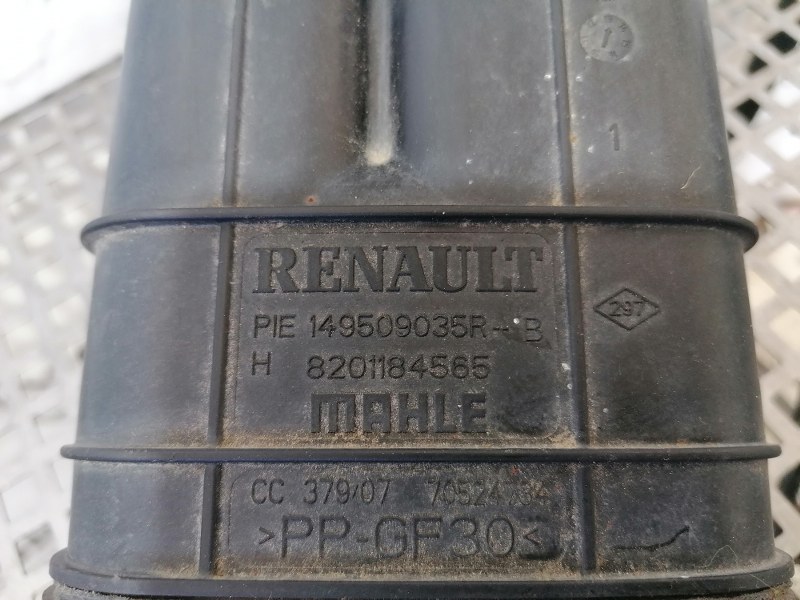 1
RENAULT
PIE 149509035R-B
297
H 8201184565
MAHLE
CC 379/07
>PP-GF30<